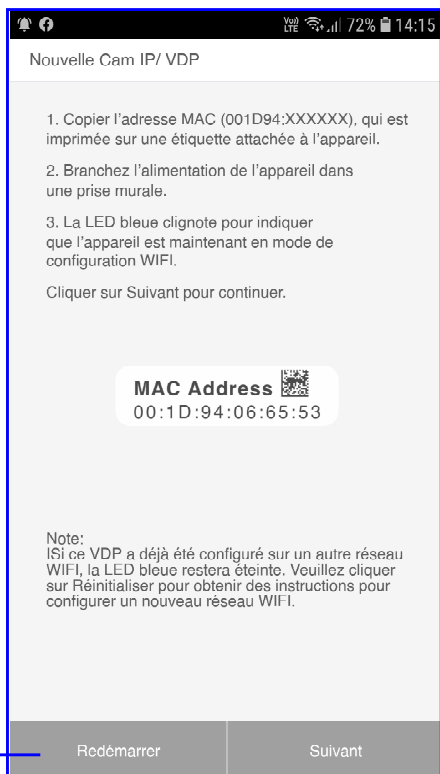 Vo)) LTE 72% 14:15
Nouvelle Cam IP/ VDP
1. Copier l'adresse MAC (001D94:XXXXXX), qui est
imprimée sur une étiquette attachée à l'appareil.
2. Branchez l'alimentation de l'appareil dans
une prise murale.
3. La LED bleue clignote pour indiquer
que l'appareil est maintenant en mode de
configuration WIFI.
Cliquer sur Suivant pour continuer.
MAC Address
00:1D:94:06:65:53
Note:
ISi ce VDP a déjà été configuré sur un autre réseau
WIFI, la LED bleue restera éteinte. Veuillez cliquer
sur Réinitialiser pour obtenir des instructions pour
configurer un nouveau réseau WIFI.
Redémarrer Suivant